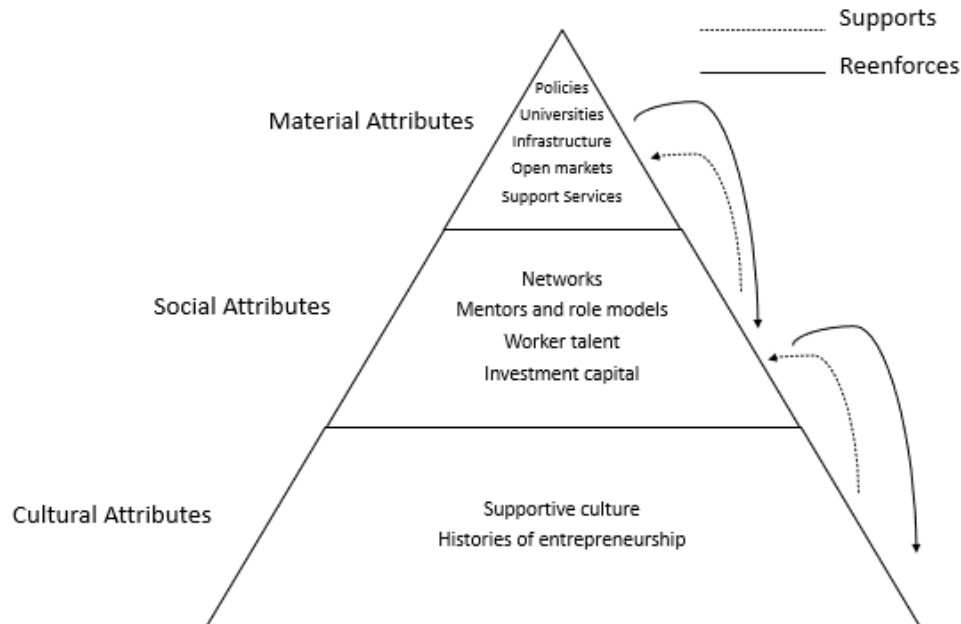 Supports
Reenforces
Material Attributes
Policies
Universities
Infrastructure
Open markets
Support Services
Social Attributes
Networks
Mentors and role models
Worker talent
Investment capital
Cultural Attributes
Supportive culture
Histories of entrepreneurship